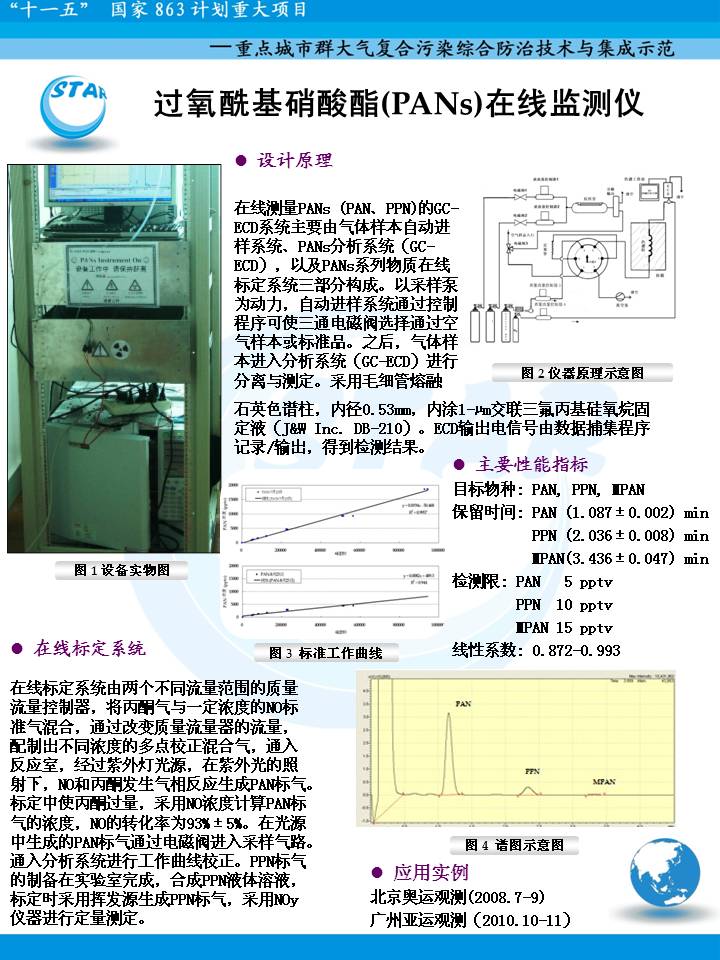 “十一五” 国家863计划重大项目
—重点城市群大气复合污染综合防治技术与集成示范
STAR
过氧酰基硝酸酯(PANs)在线监测仪
● 设计原理
在线测量PANs (PAN、PPN)的GC-
ECD系统主要由气体样本自动进
样系统、PANs分析系统（GC-
ECD），以及PANs系列物质在线
标定系统三部分构成。以采样泵
为动力，自动进样系统通过控制
程序可使三通电磁阀选择通过空
气样本或标准品。之后，气体样
本进入分析系统（GC-ECD）进行
分离与测定。采用毛细管熔融
石英色谱柱，内径0.53mm，内涂1-μm交联三氟丙基硅氧烷固
定液（J&W Inc. DB-210）。ECD输出电信号由数据捕集程序
记录/输出，得到检测结果。
PANs Instrument On
设备工作中 请保持距离
图1设备实物图
图2仪器原理示意图
● 主要性能指标
目标物种: PAN, PPN, MPAN
保留时间: PAN (1.087±0.002) min
PPN (2.036±0.008) min
MPAN(3.436±0.047) min
检测限: PAN 5 pptv
PPN 10 pptv
MPAN 15 pptv
线性系数: 0.872-0.993
图3 标准工作曲线
● 在线标定系统
在线标定系统由两个不同流量范围的质量
流量控制器，将丙酮气与一定浓度的NO标
准气混合，通过改变质量流量器的流量，
配制出不同浓度的多点校正混合气，通入
反应室，经过紫外灯光源，在紫外光的照
射下，NO和丙酮发生气相反应生成PAN标气。
标定中使丙酮过量，采用NO浓度计算PAN标
气的浓度，NO的转化率为93%±5%。在光源
中生成的PAN标气通过电磁阀进入采样气路。
通入分析系统进行工作曲线校正。PPN标气
的制备在实验室完成，合成PPN液体溶液，
标定时采用挥发源生成PPN标气，采用NOy
仪器进行定量测定。
PAN
PPN
MPAN
图4 谱图示意图
● 应用实例
北京奥运观测(2008.7-9)
广州亚运观测（2010.10-11）